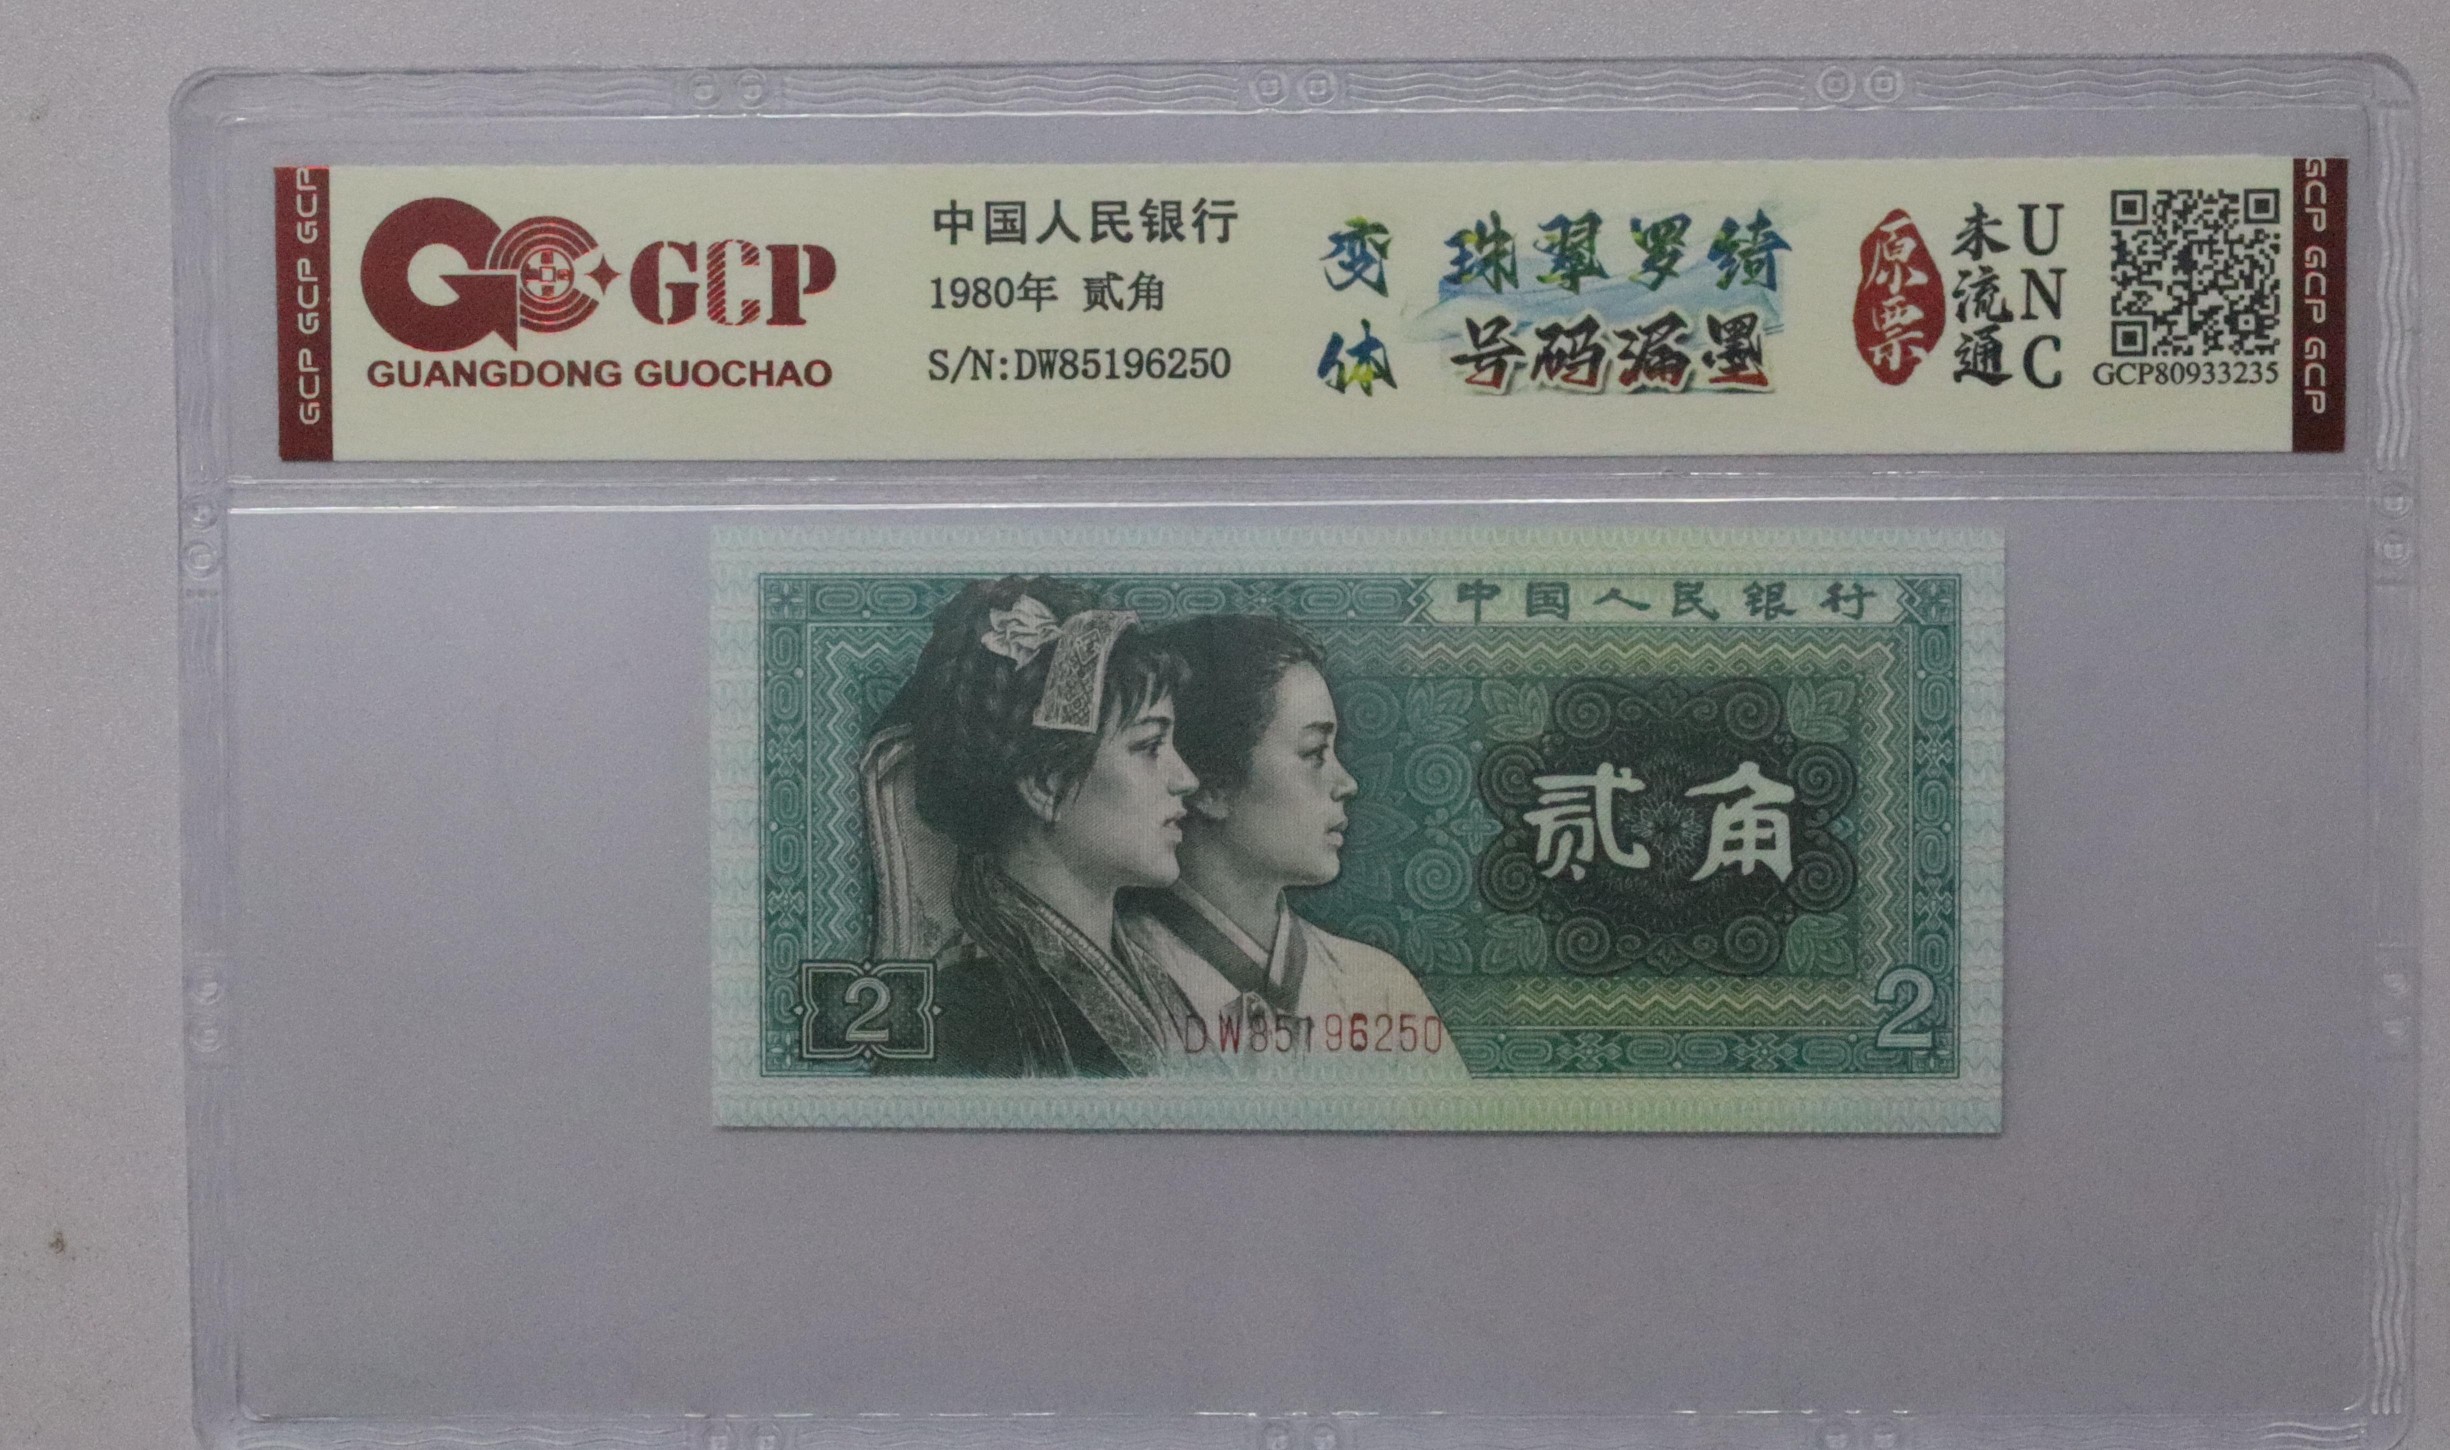 GCP GCP GCP
GCP
GUANGDONG GUOCHAO
中国人民银行
1980年 贰角
S/N:DW85196250
变体
珠翠罗绮
号码漏墨
原票
未流通
UNC
GCP80933235
GCP GCP GCP
中国人民银行
贰角
2
DW85196250
2